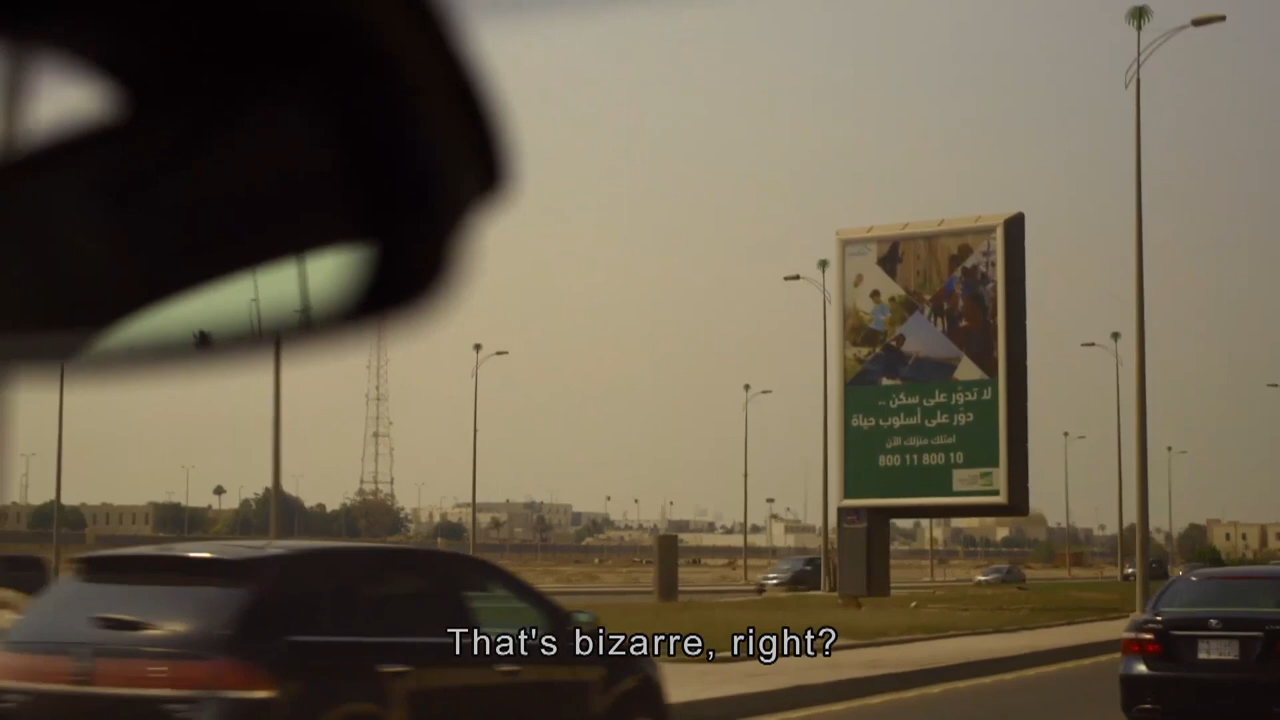 لا تدوّر على سكن ..
دوّر على أسلوب حياة
امتلك منزلك الآن
800 11 800 10
That's bizarre, right?